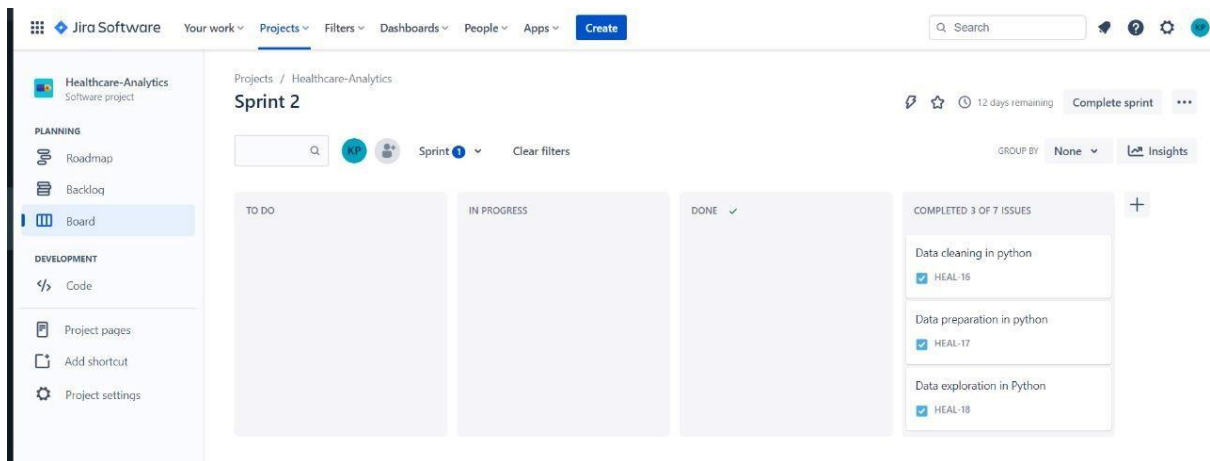 Jira Software Your work Projects Filters Dashboards People Apps Create Search KP
Healthcare-Analytics
Software project
PLANNING
Roadmap
Backlog
Board
DEVELOPMENT
Code
Project pages
Add shortcut
Project settings
Projects / Healthcare-Analytics
Sprint 2
12 days remaining Complete sprint
KP Sprint 1 Clear filters
GROUP BY None Insights
TO DO IN PROGRESS DONE COMPLETED 3 OF 7 ISSUES
Data cleaning in python
HEAL-16
Data preparation in python
HEAL-17
Data exploration in Python
HEAL-18